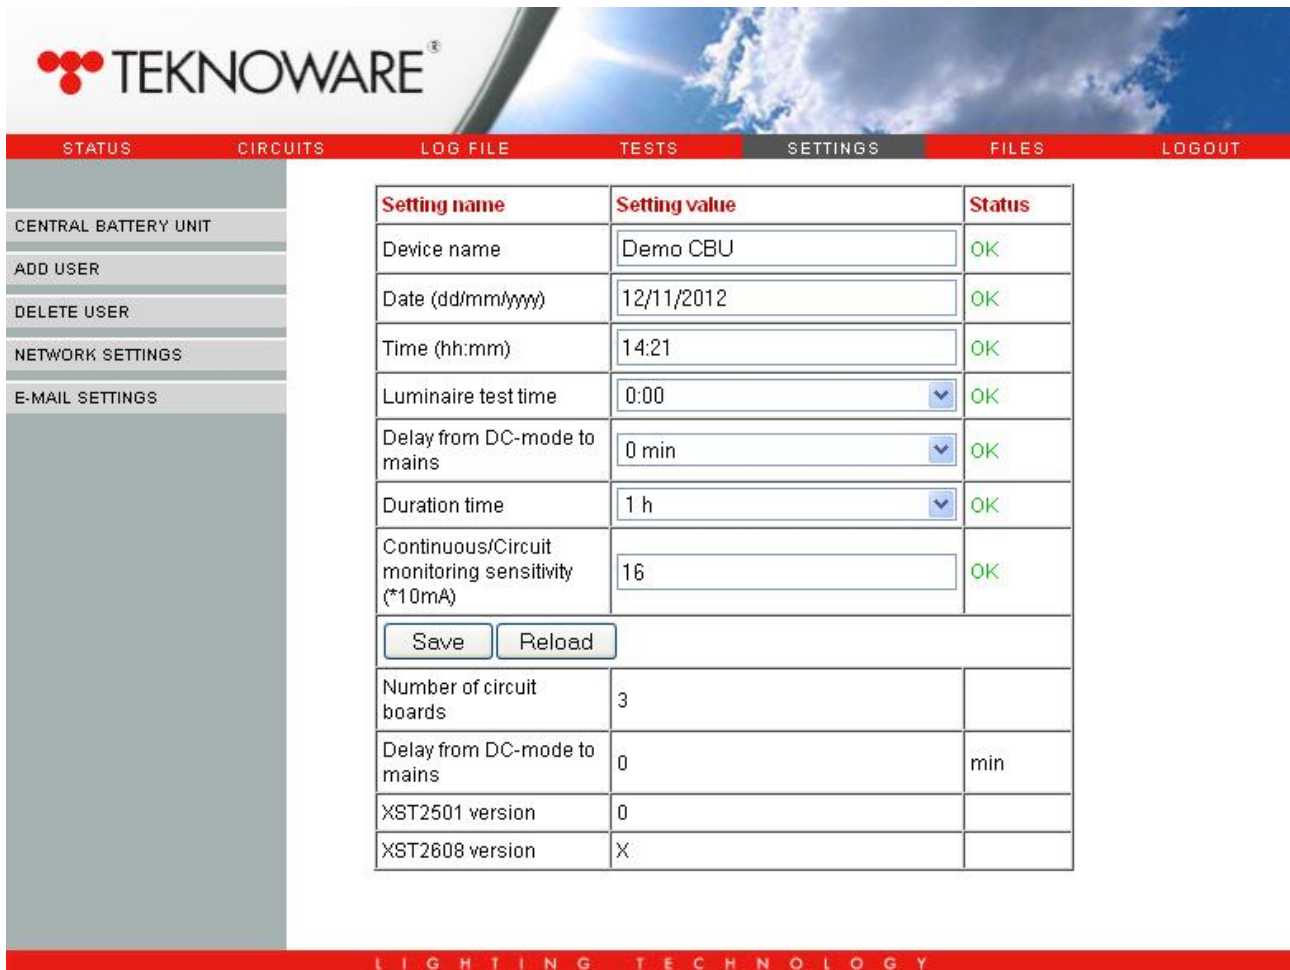 TEKNOWARE®
STATUS CIRCUITS LOG FILE TESTS SETTINGS FILES LOGOUT
CENTRAL BATTERY UNIT
ADD USER
DELETE USER
NETWORK SETTINGS
E-MAIL SETTINGS
Setting name Setting value Status
Device name Demo CBU OK
Date (dd/mm/yyyy) 12/11/2012 OK
Time (hh:mm) 14:21 OK
Luminaire test time 0:00 OK
Delay from DC-mode to
mains 0 min OK
Duration time 1 h OK
Continuous/Circuit
monitoring sensitivity
(*10mA) 16 OK
Save Reload
Number of circuit
boards 3
Delay from DC-mode to
mains 0 min
XST2501 version 0
XST2608 version X
LIGHTING TECHNOLOGY